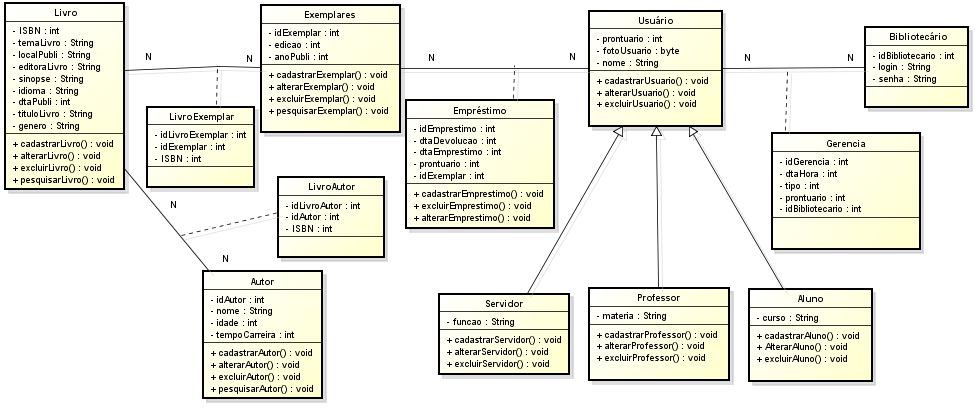 Livro
- ISBN : int
- temaLivro : String
- localPubli : String
- editoraLivro : String
- sinopse : String
- idioma : String
- dtaPubli : int
- tituloLivro : String
- genero : String
+ cadastrarLivro() : void
+ alterarLivro() : void
+ excluirLivro() : void
+ pesquisarLivro() : void
N
N
Exemplares
- idExemplar : int
- edicao : int
- anoPubli : int
+ cadastrarExemplar() : void
+ alterarExemplar() : void
+ excluirExemplar() : void
+ pesquisarExemplar() : void
N
N
Usuário
- prontuario : int
- fotoUsuario : byte
- nome : String
+ cadastrarUsuario() : void
+ alterarUsuario() : void
+ excluirUsuario() : void
N
N
Bibliotecário
- idBibliotecario : int
- login : String
- senha : String
LivroExemplar
- idLivroExemplar : int
- idExemplar : int
- ISBN : int
Empréstimo
- idEmprestimo : int
- dtaDevolucao : int
- dtaEmprestimo : int
- prontuario : int
- idExemplar : int
+ cadastrarEmprestimo() : void
+ excluirEmprestimo() : void
+ alterarEmprestimo() : void
Gerencia
- idGerencia : int
- dtaHora : int
- tipo : int
- prontuario : int
- idBibliotecario : int
LivroAutor
- idLivroAutor : int
- idAutor : int
- ISBN : int
N
N
Autor
- idAutor : int
- nome : String
- idade : int
- tempoCarreira : int
+ cadastrarAutor() : void
+ alterarAutor() : void
+ excluirAutor() : void
+ pesquisarAutor() : void
Servidor
- funcao : String
+ cadastrarServidor() : void
+ alterarServidor() : void
+ excluirServidor() : void
Professor
- materia : String
+ cadastrarProfessor() : void
+ alterarProfessor() : void
+ excluirProfessor() : void
Aluno
- curso : String
+ cadastrarAluno() : void
+ AlterarAluno() : void
+ excluirAluno() : void